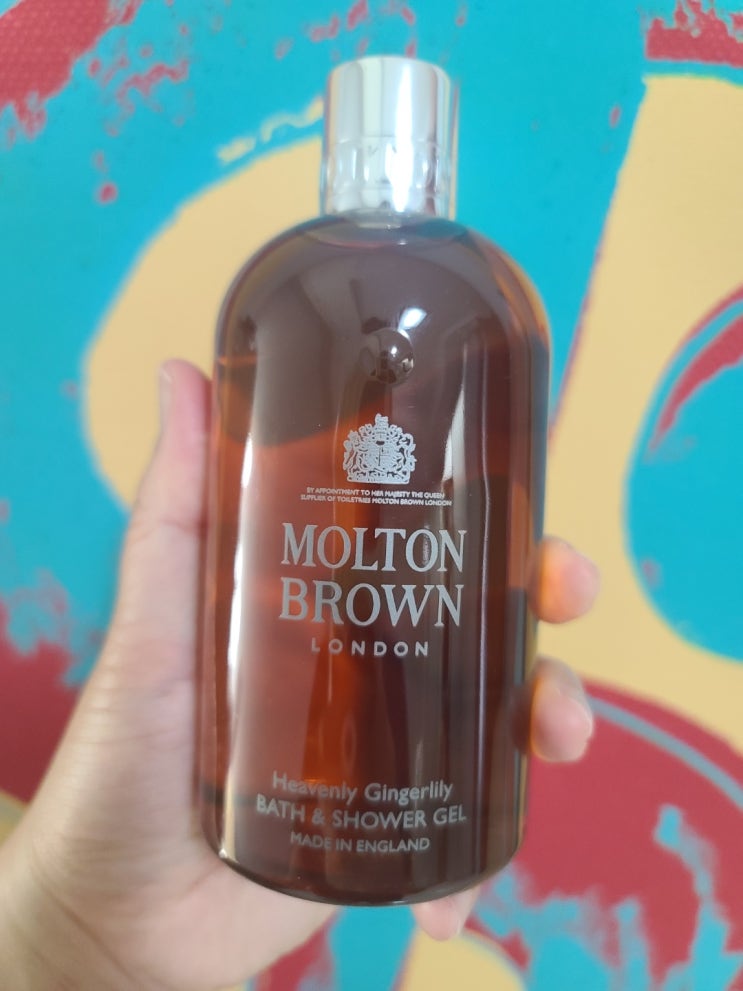 BY APPOINTMENT TO HER MAJESTY THE QUEEN
SUPPLIER OF TOILETRIES MOLTON BROWN LONDON
MOLTON
BROWN
LONDON
Heavenly Gingerlily
BATH & SHOWER GEL
MADE IN ENGLAND